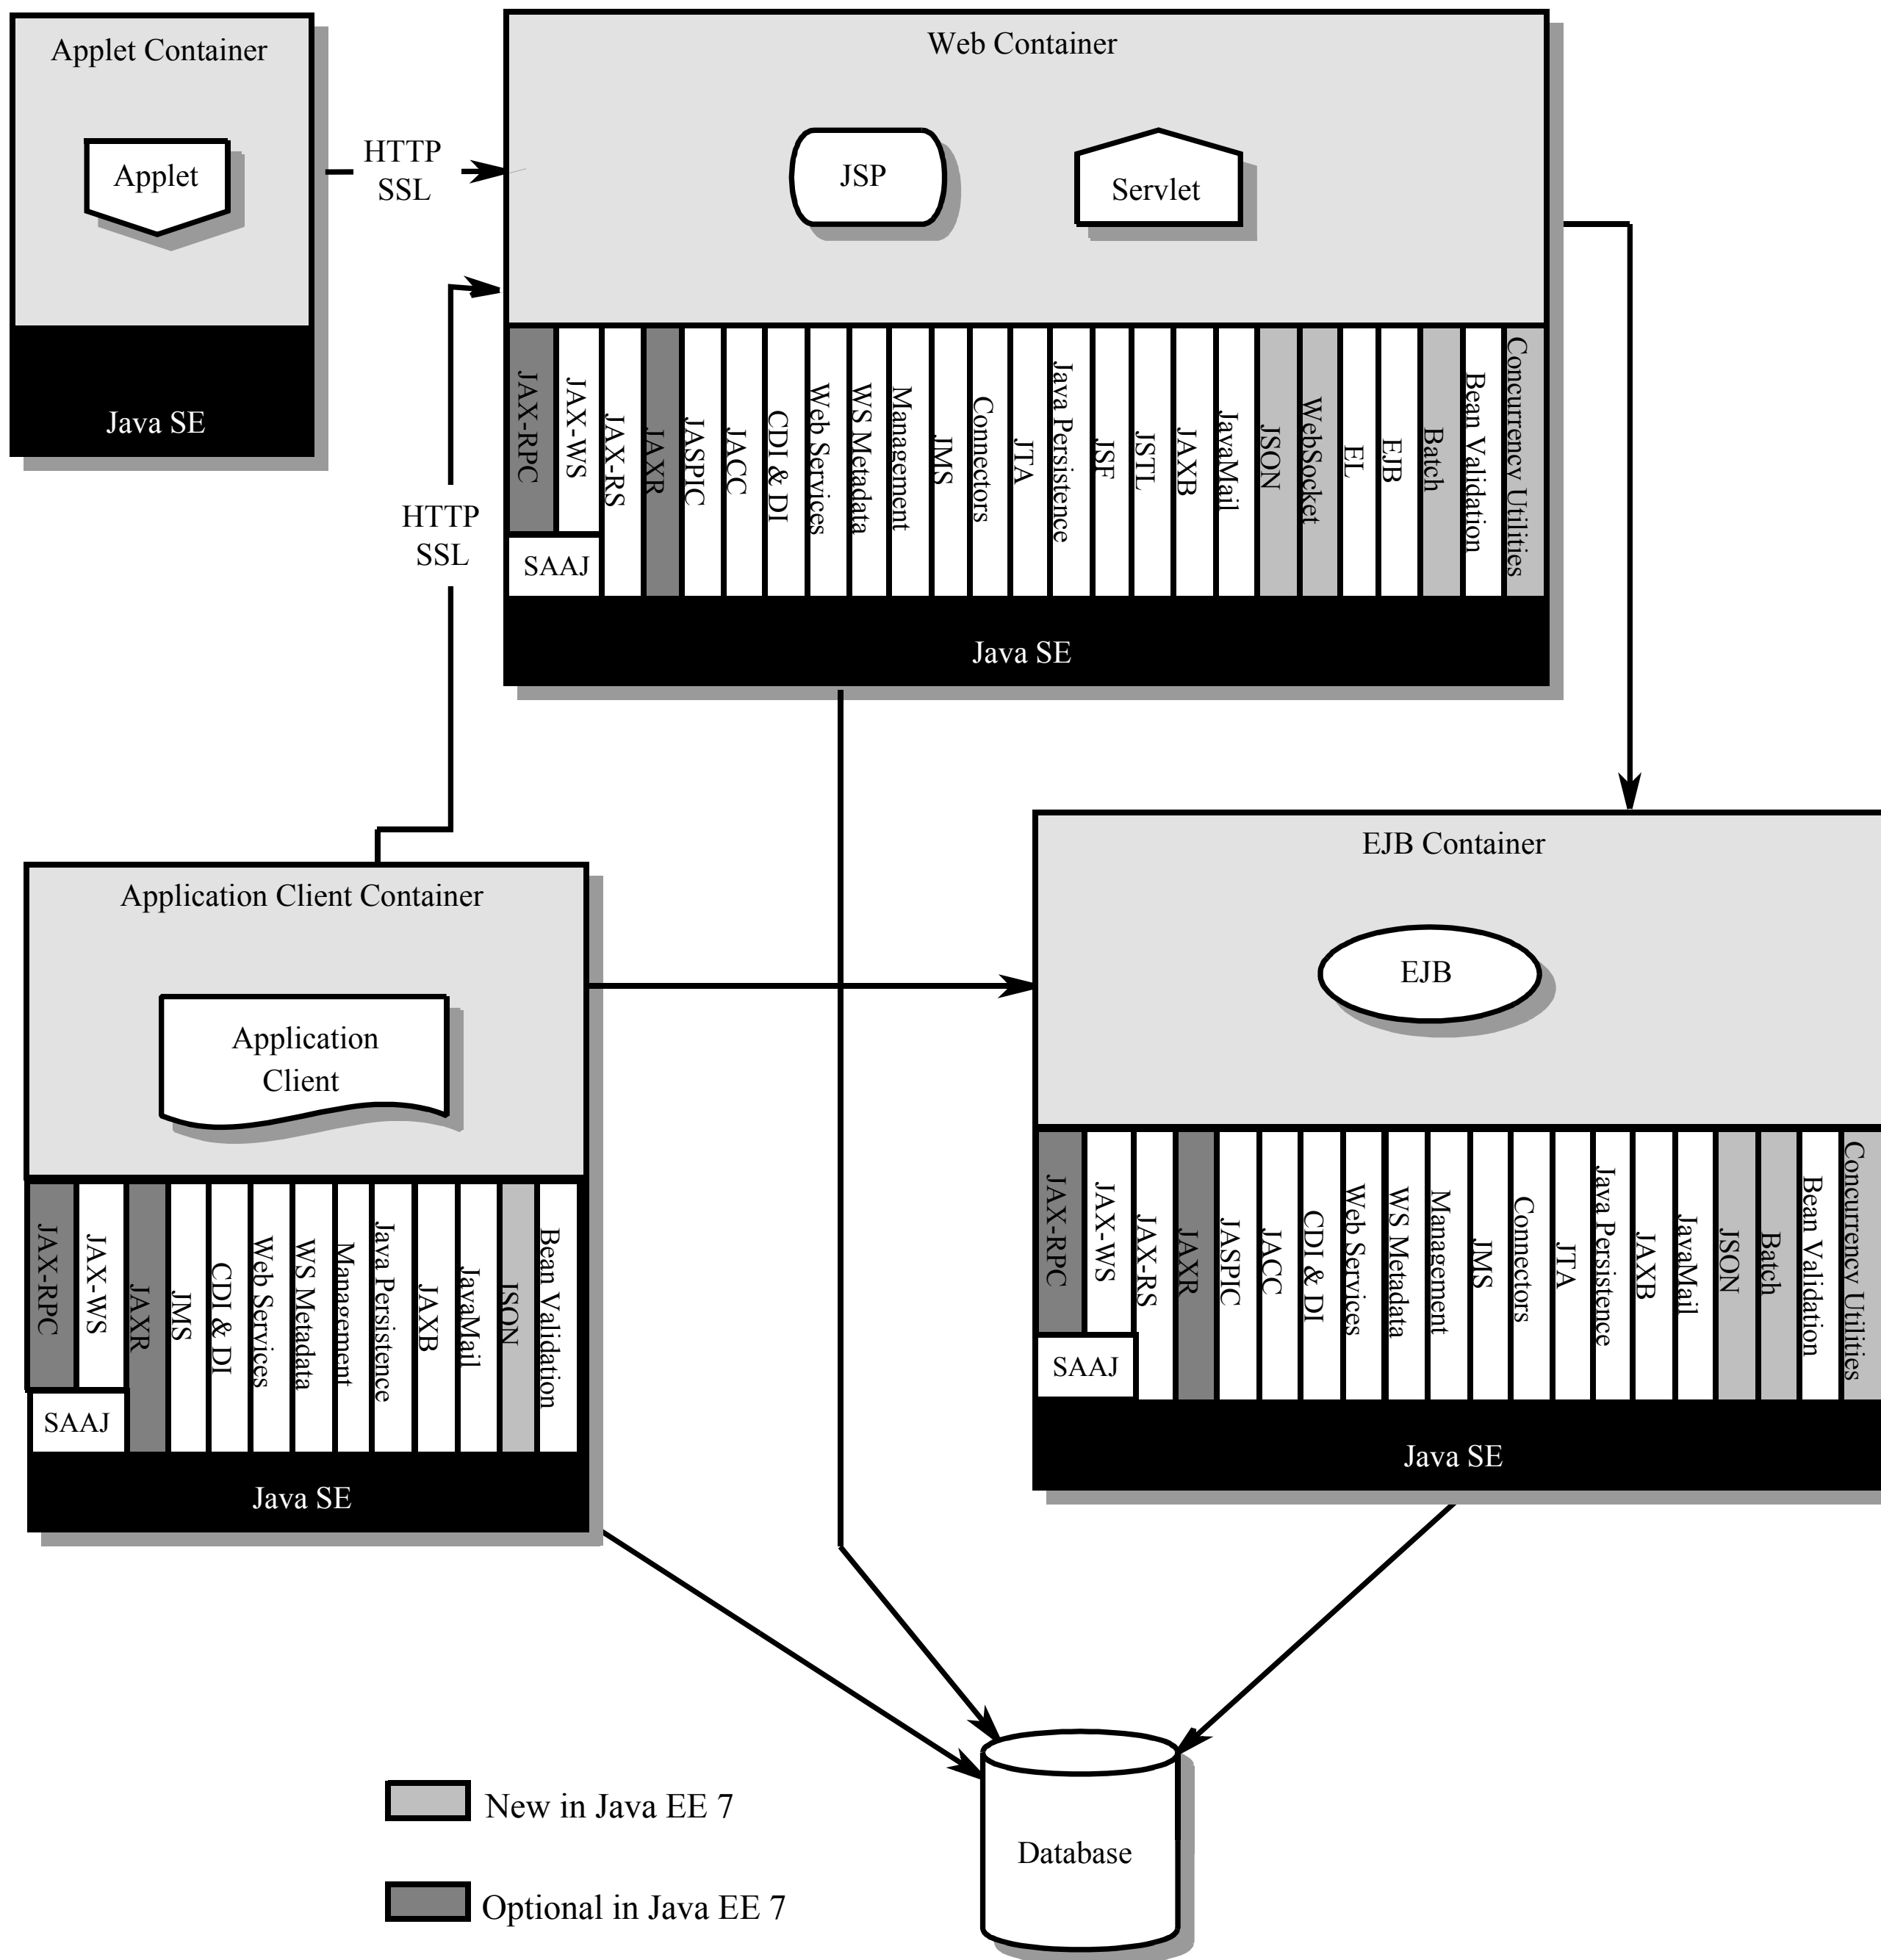 Applet Container
Applet
Java SE
HTTP
SSL
Web Container
JSP
Servlet
JAX-RPC
JAX-WS
SAAJ
JAX-RS
JAXR
JASPIC
JACC
CDI & DI
Web Services
WS Metadata
Management
JMS
Connectors
JTA
Java Persistence
JSF
JSTL
JAXB
JavaMail
JSON
WebSocket
EL
EJB
Batch
Bean Validation
Concurrency Utilities
Java SE
HTTP
SSL
Application Client Container
Application
Client
JAX-RPC
JAX-WS
SAAJ
JAXR
JMS
CDI & DI
Web Services
WS Metadata
Management
Java Persistence
JAXB
JavaMail
JSON
Bean Validation
Java SE
EJB Container
EJB
JAX-RPC
JAX-WS
SAAJ
JAX-RS
JAXR
JASPIC
JACC
CDI & DI
Web Services
WS Metadata
Management
JMS
Connectors
JTA
Java Persistence
JAXB
JavaMail
JSON
Batch
Bean Validation
Concurrency Utilities
Java SE
New in Java EE 7
Optional in Java EE 7
Database